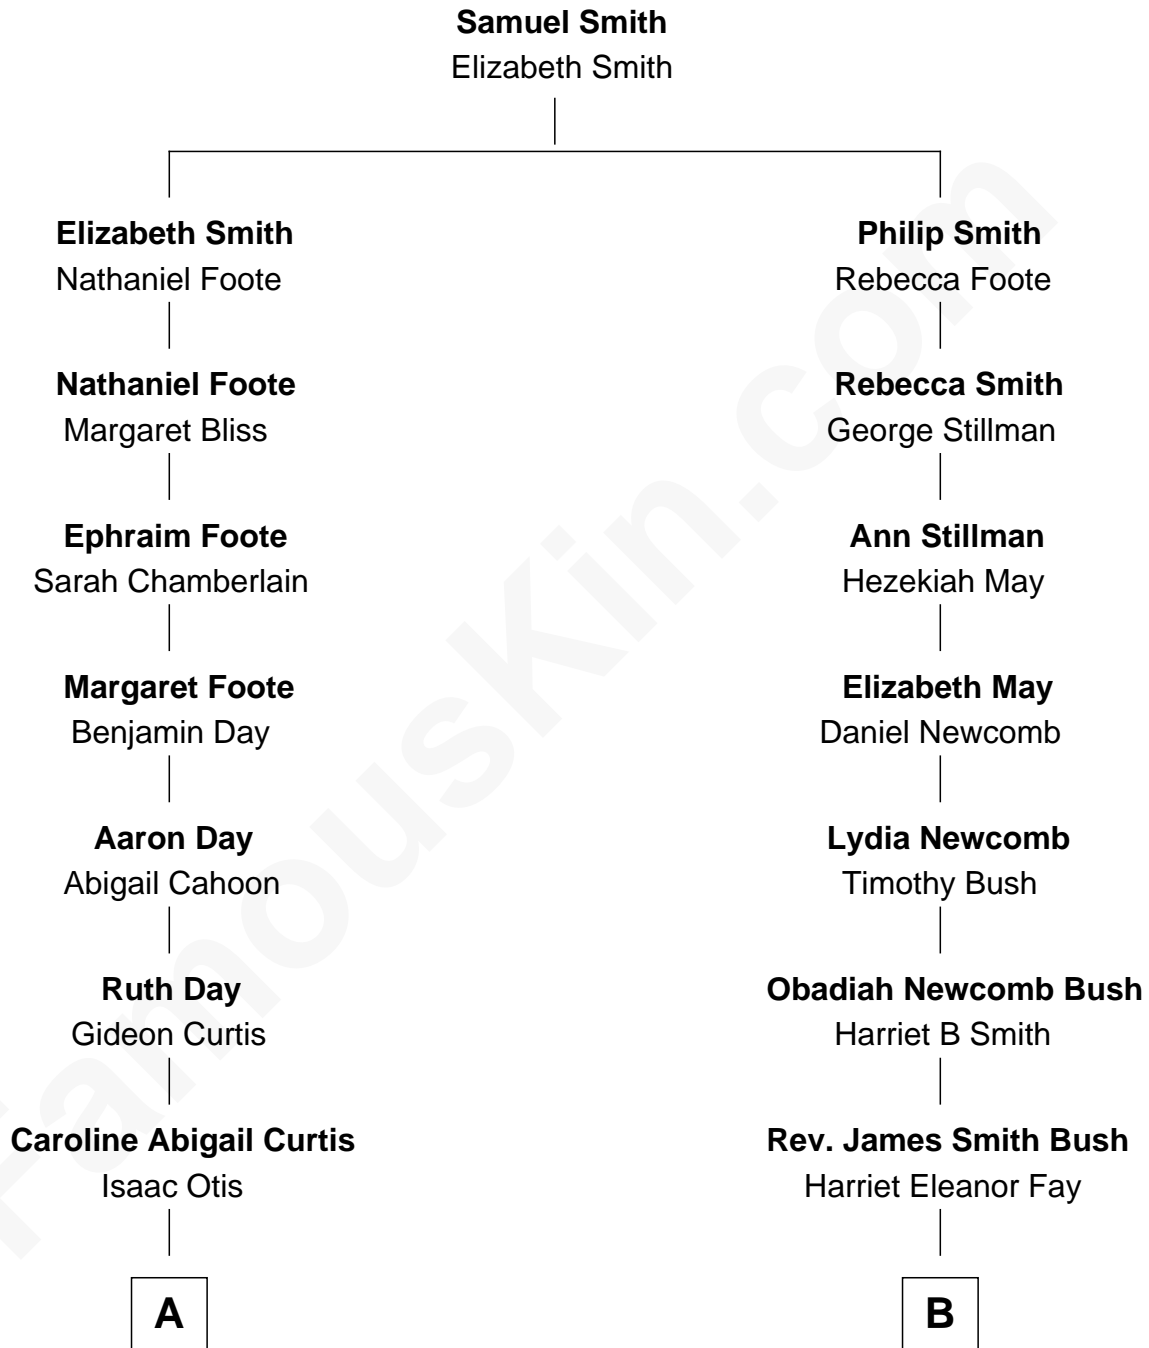 Samuel Smith
Elizabeth Smith
Elizabeth Smith
Nathaniel Foote
Nathaniel Foote
Margaret Bliss
Ephraim Foote
Sarah Chamberlain
Margaret Foote
Benjamin Day
Aaron Day
Abigail Cahoon
Ruth Day
Gideon Curtis
Caroline Abigail Curtis
Isaac Otis
A
Philip Smith
Rebecca Foote
Rebecca Smith
George Stillman
Ann Stillman
Hezekiah May
Elizabeth May
Daniel Newcomb
Lydia Newcomb
Timothy Bush
Obadiah Newcomb Bush
Harriet B Smith
Rev. James Smith Bush
Harriet Eleanor Fay
B
FamousKin.com